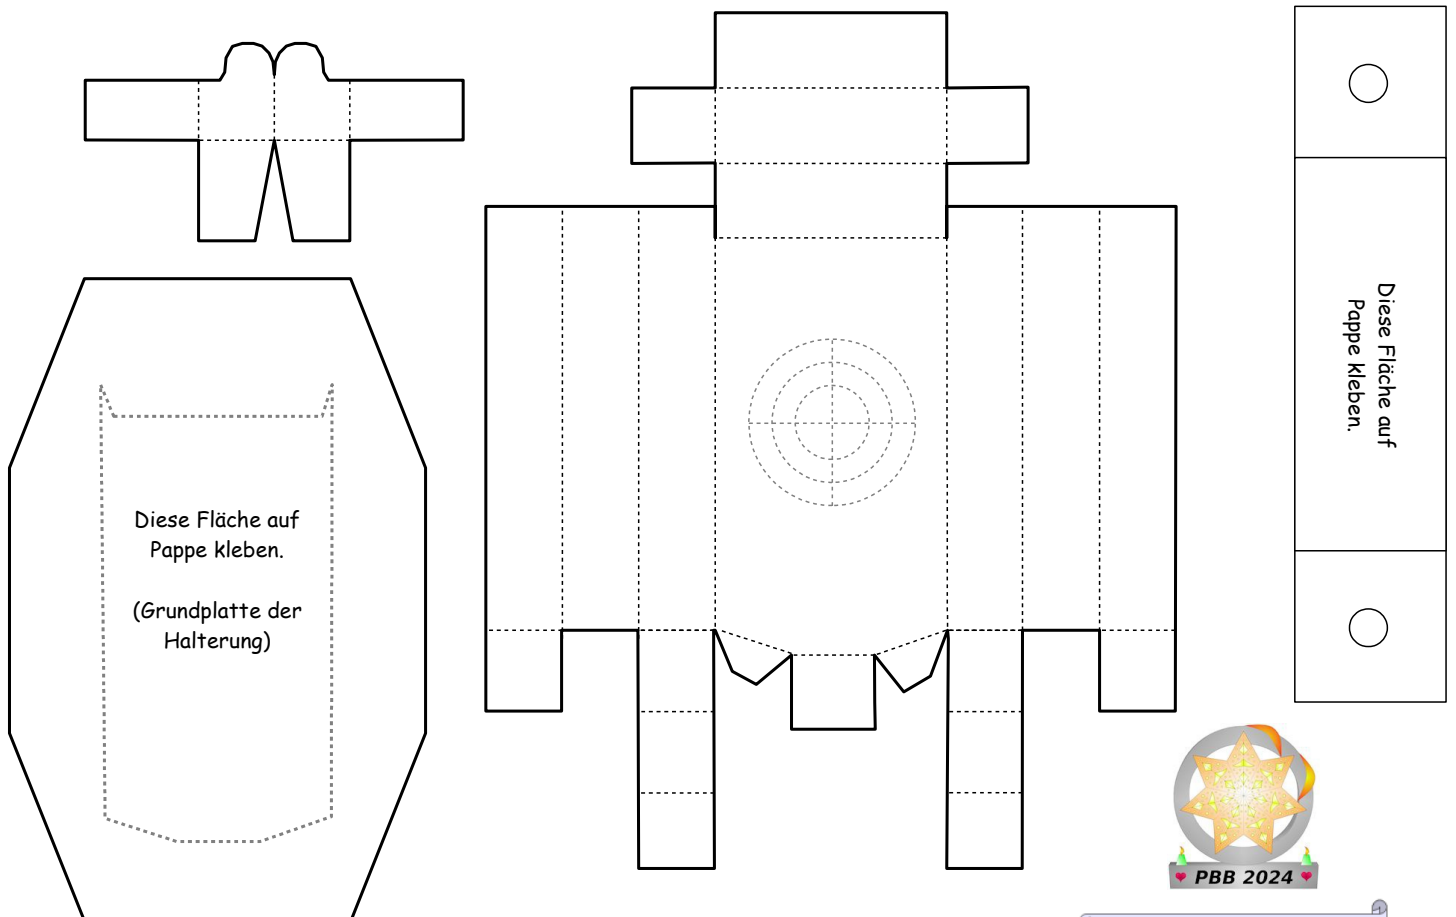 Diese Fläche auf
Pappe kleben.
(Grundplatte der
Halterung)
Diese Fläche auf
Pappe kleben.
PBB 2024